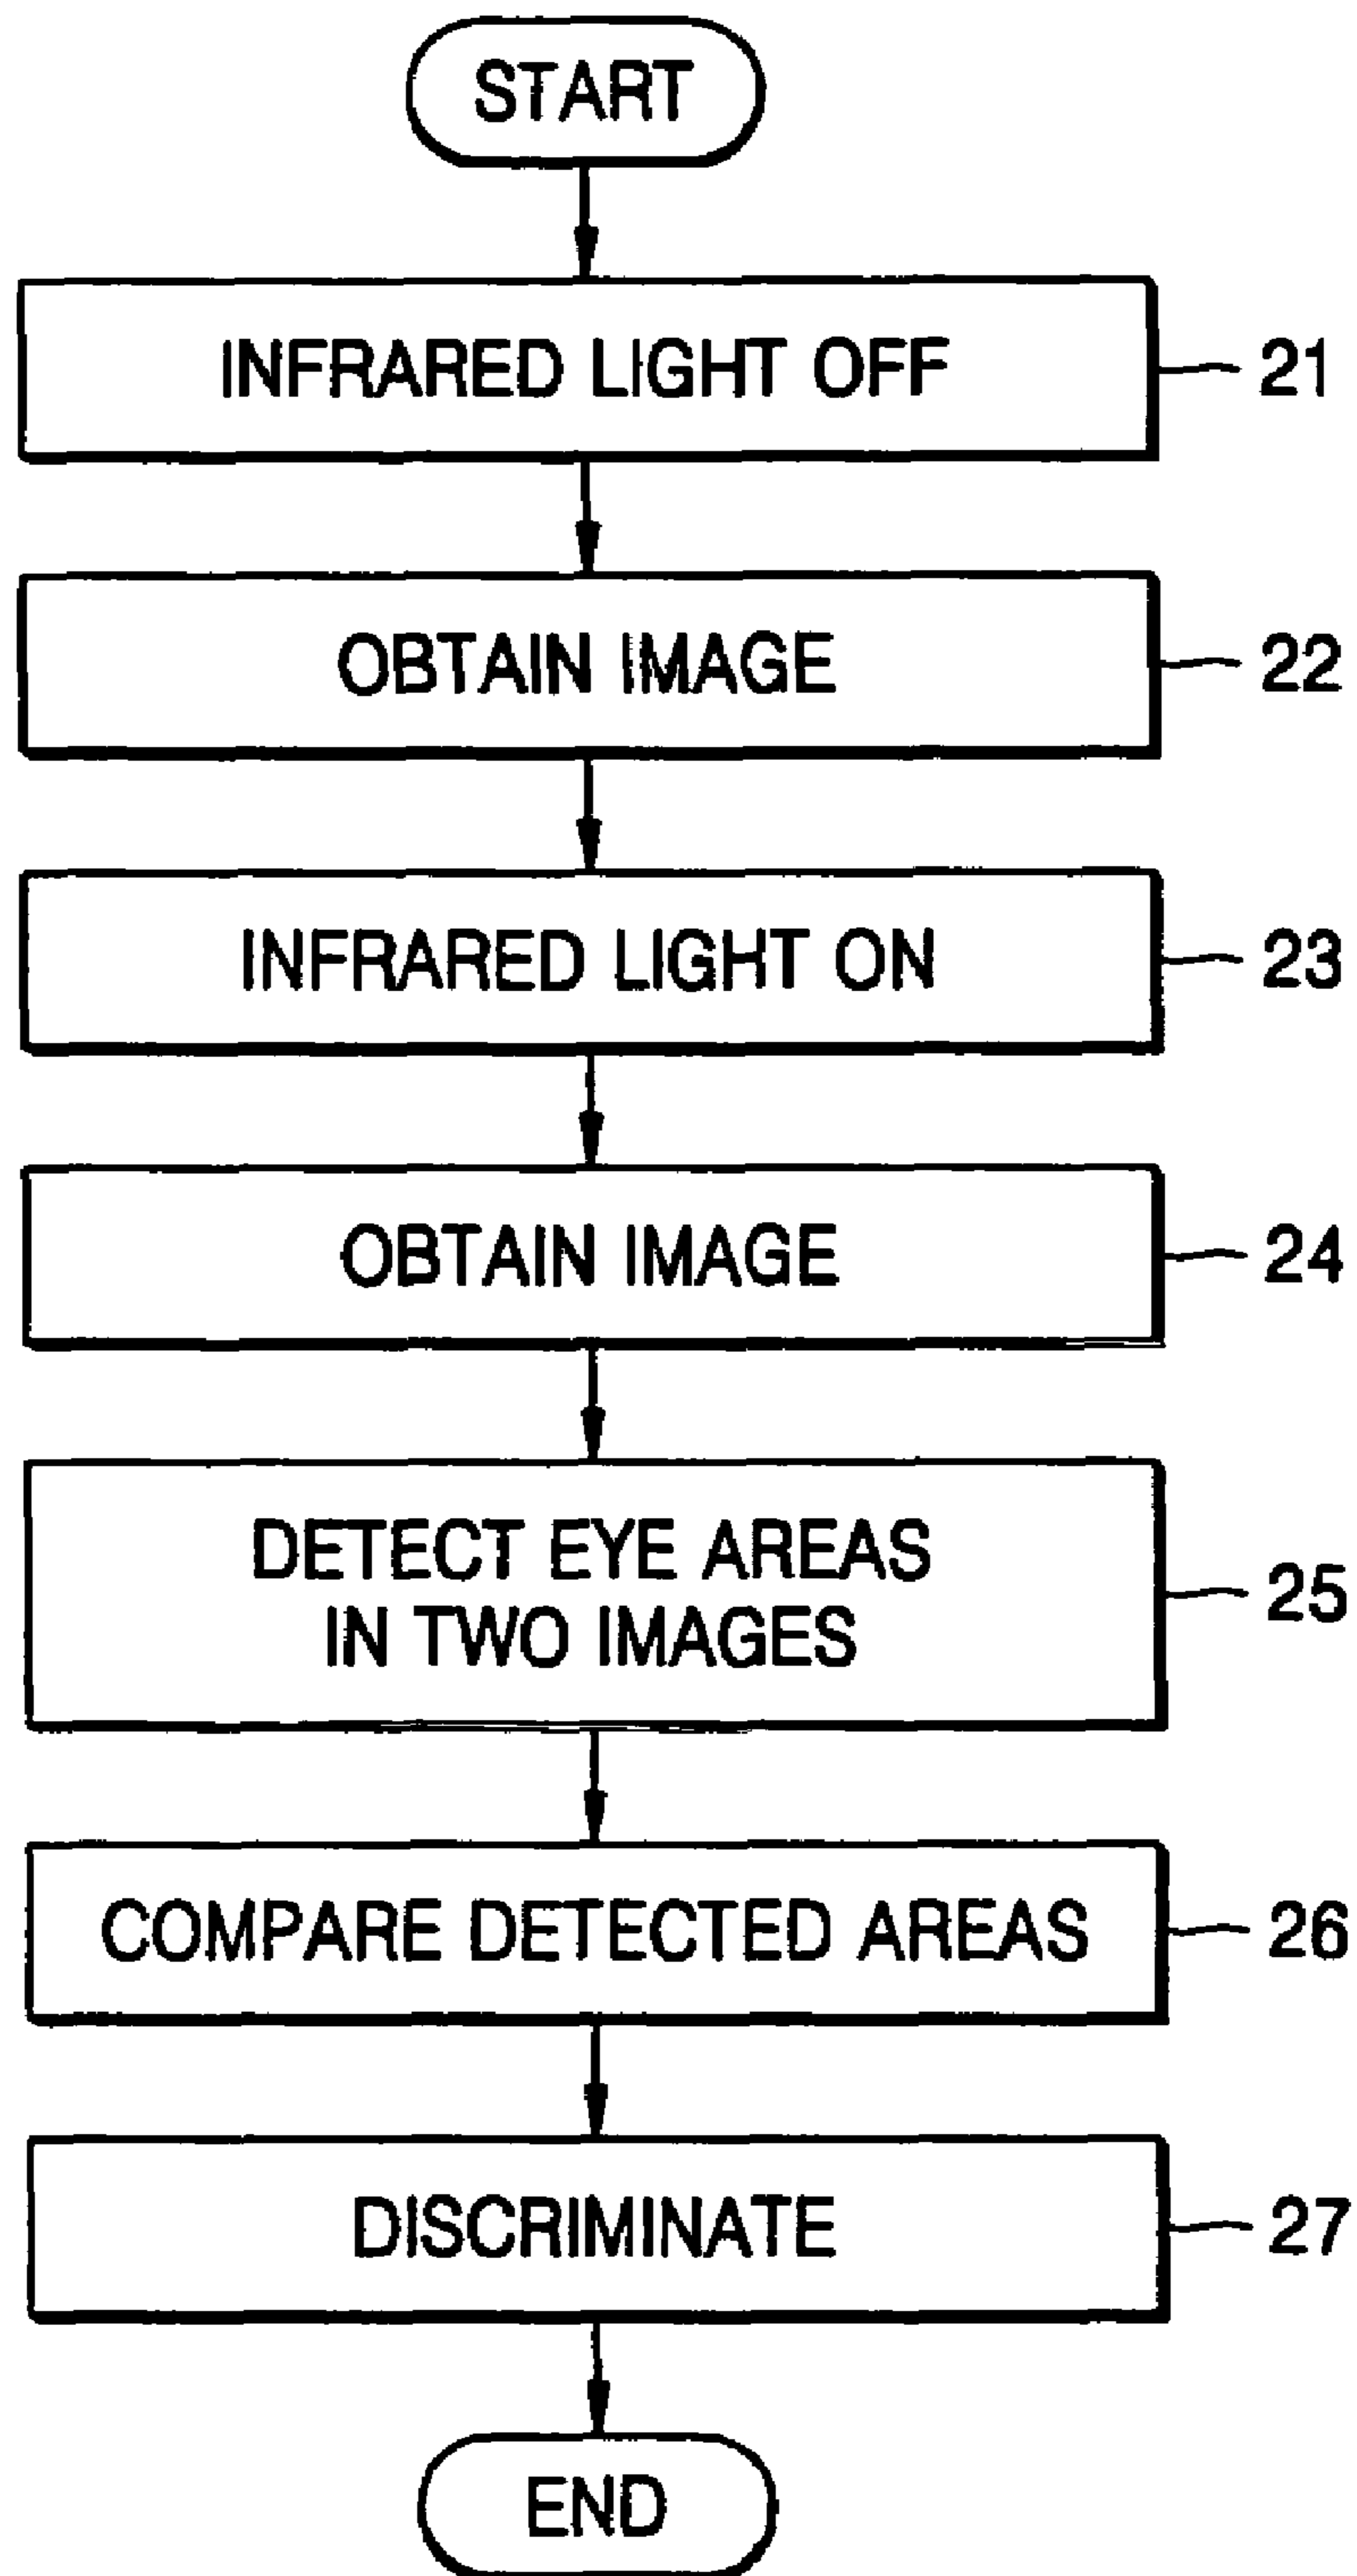 START
INFRARED LIGHT OFF
21
OBTAIN IMAGE
22
INFRARED LIGHT ON
23
OBTAIN IMAGE
24
DETECT EYE AREAS
IN TWO IMAGES
25
COMPARE DETECTED AREAS
26
DISCRIMINATE
27
END